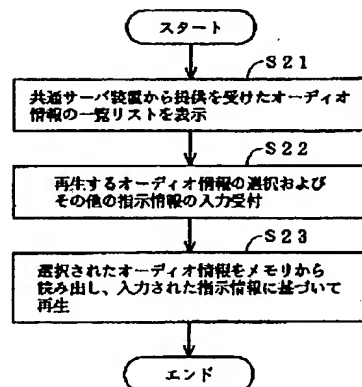 スタート
S21
共通サーバ装置から提供を受けたオーディオ
情報の一覧リストを表示
S22
再生するオーディオ情報の選択および
その他の指示情報の入力受付
S23
選択されたオーディオ情報をメモリから
読み出し、入力された指示情報に基づいて
再生
エンド